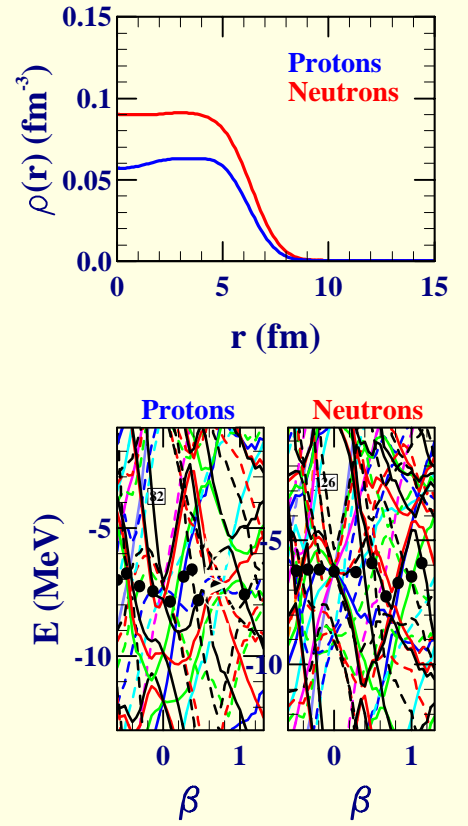 0.15
Protons
Neutrons
0.1
0.05
0.0
ρ(r) (fm-3)
0 5 10 15
r (fm)
Protons Neutrons
82 126
-5 -5
-10 -10
E (MeV)
0 1 0 1
β β